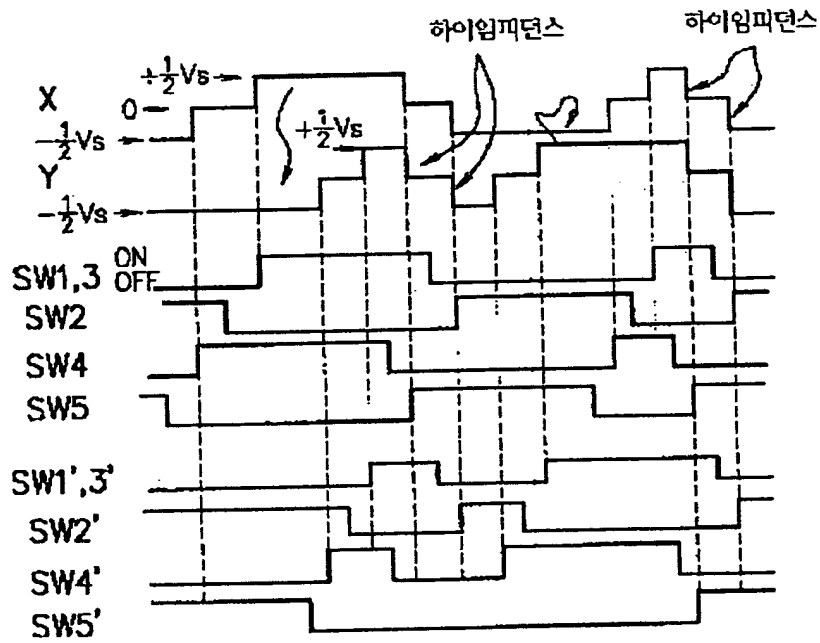 하이임피던스
하이임피던스
+½Vs
X
0
-½Vs
+½Vs
Y
-½Vs
ON
OFF
SW1,3
SW2
SW4
SW5
SW1',3'
SW2'
SW4'
SW5'